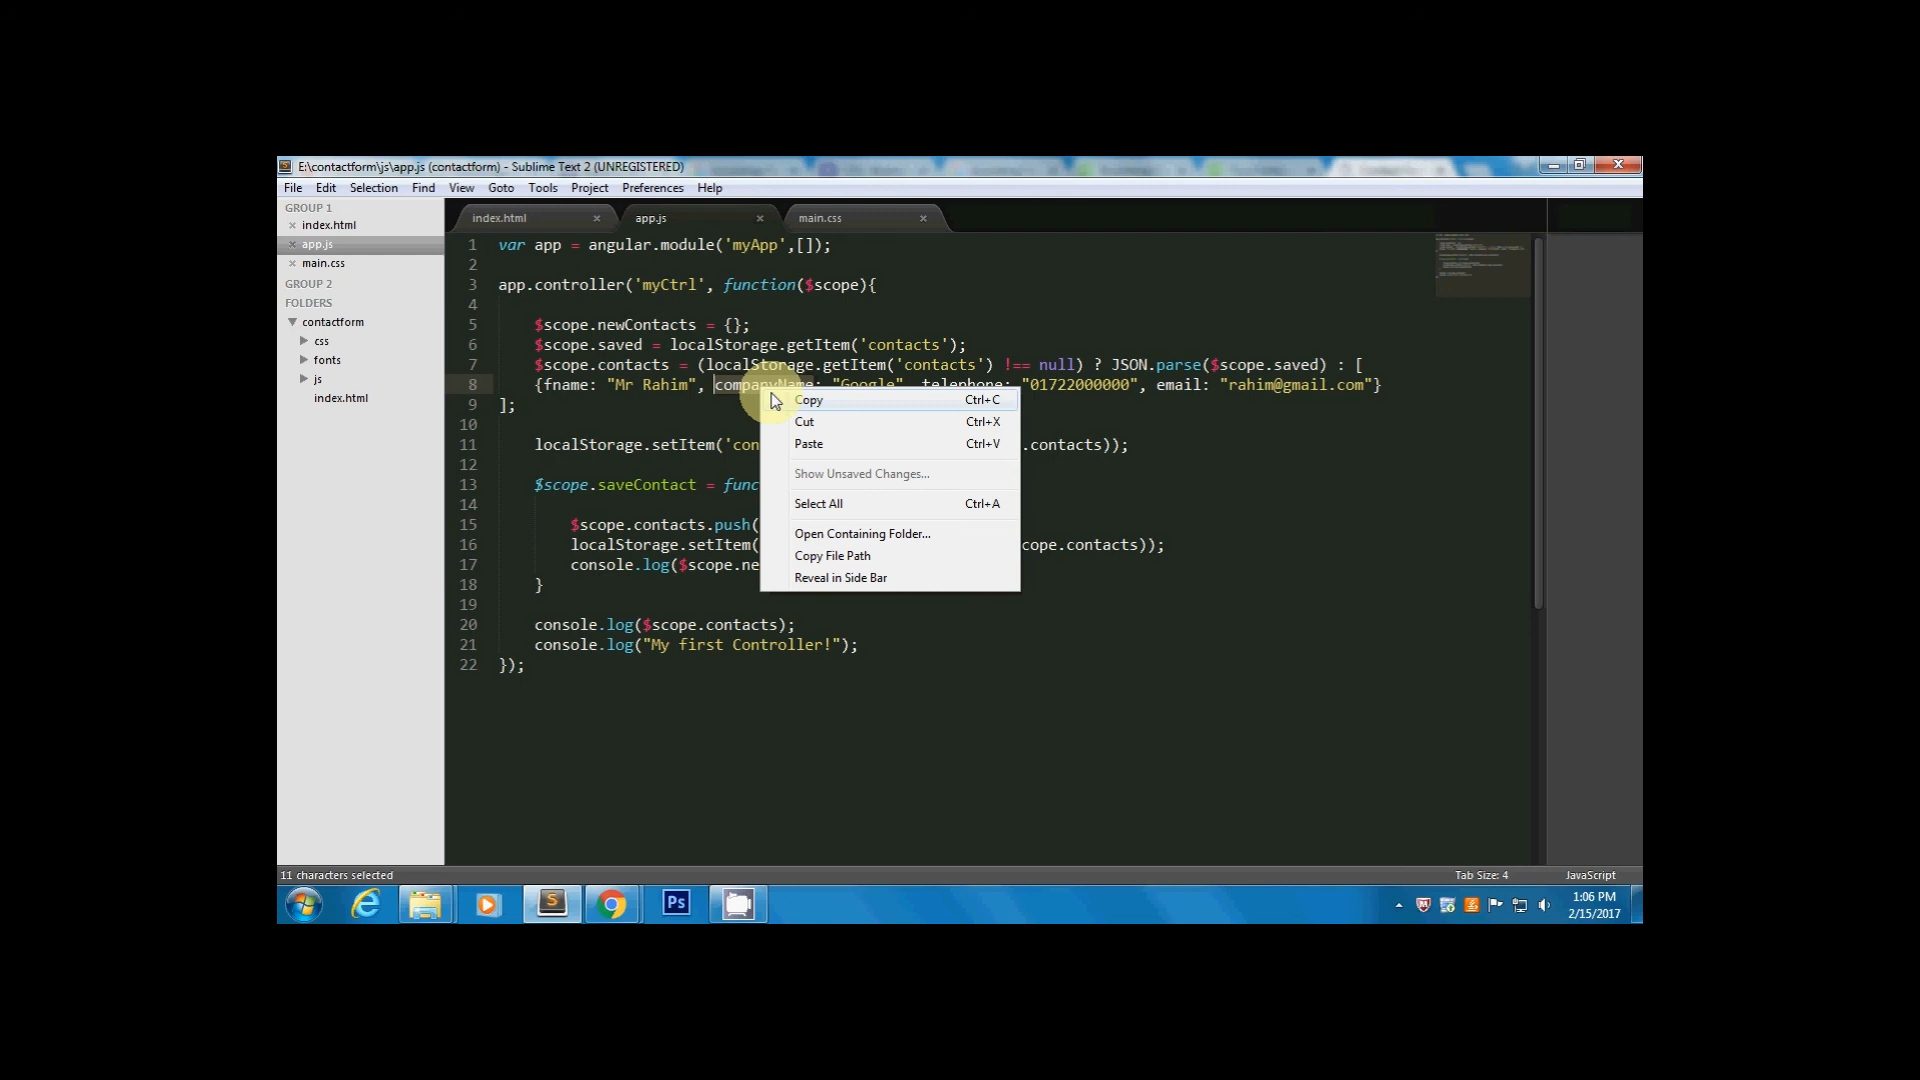 E:\contactform\js\app.js (contactform) - Sublime Text 2 (UNREGISTERED)
File Edit Selection Find View Goto Tools Project Preferences Help
GROUP 1
index.html
app.js
main.css
GROUP 2
FOLDERS
contactform
css
fonts
js
index.html
index.html app.js main.css
1 var app = angular.module('myApp',[]);
2
3 app.controller('myCtrl', function($scope){
4
5 $scope.newContacts = {};
6 $scope.saved = localStorage.getItem('contacts');
7 $scope.contacts = (localStorage.getItem('contacts') !== null) ? JSON.parse($scope.saved) : [
8 {fname: "Mr Rahim", companyName: "Google", telephone: "01722000000", email: "rahim@gmail.com"}
9 ];
10
11 localStorage.setItem('con .contacts));
12
13 $scope.saveContact = func
14
15 $scope.contacts.push(
16 localStorage.setItem( cope.contacts));
17 console.log($scope.ne
18 }
19
20 console.log($scope.contacts);
21 console.log("My first Controller!");
22 });
Copy Ctrl+C
Cut Ctrl+X
Paste Ctrl+V
Show Unsaved Changes...
Select All Ctrl+A
Open Containing Folder...
Copy File Path
Reveal in Side Bar
11 characters selected Tab Size: 4 JavaScript
Ps
1:06 PM
2/15/2017